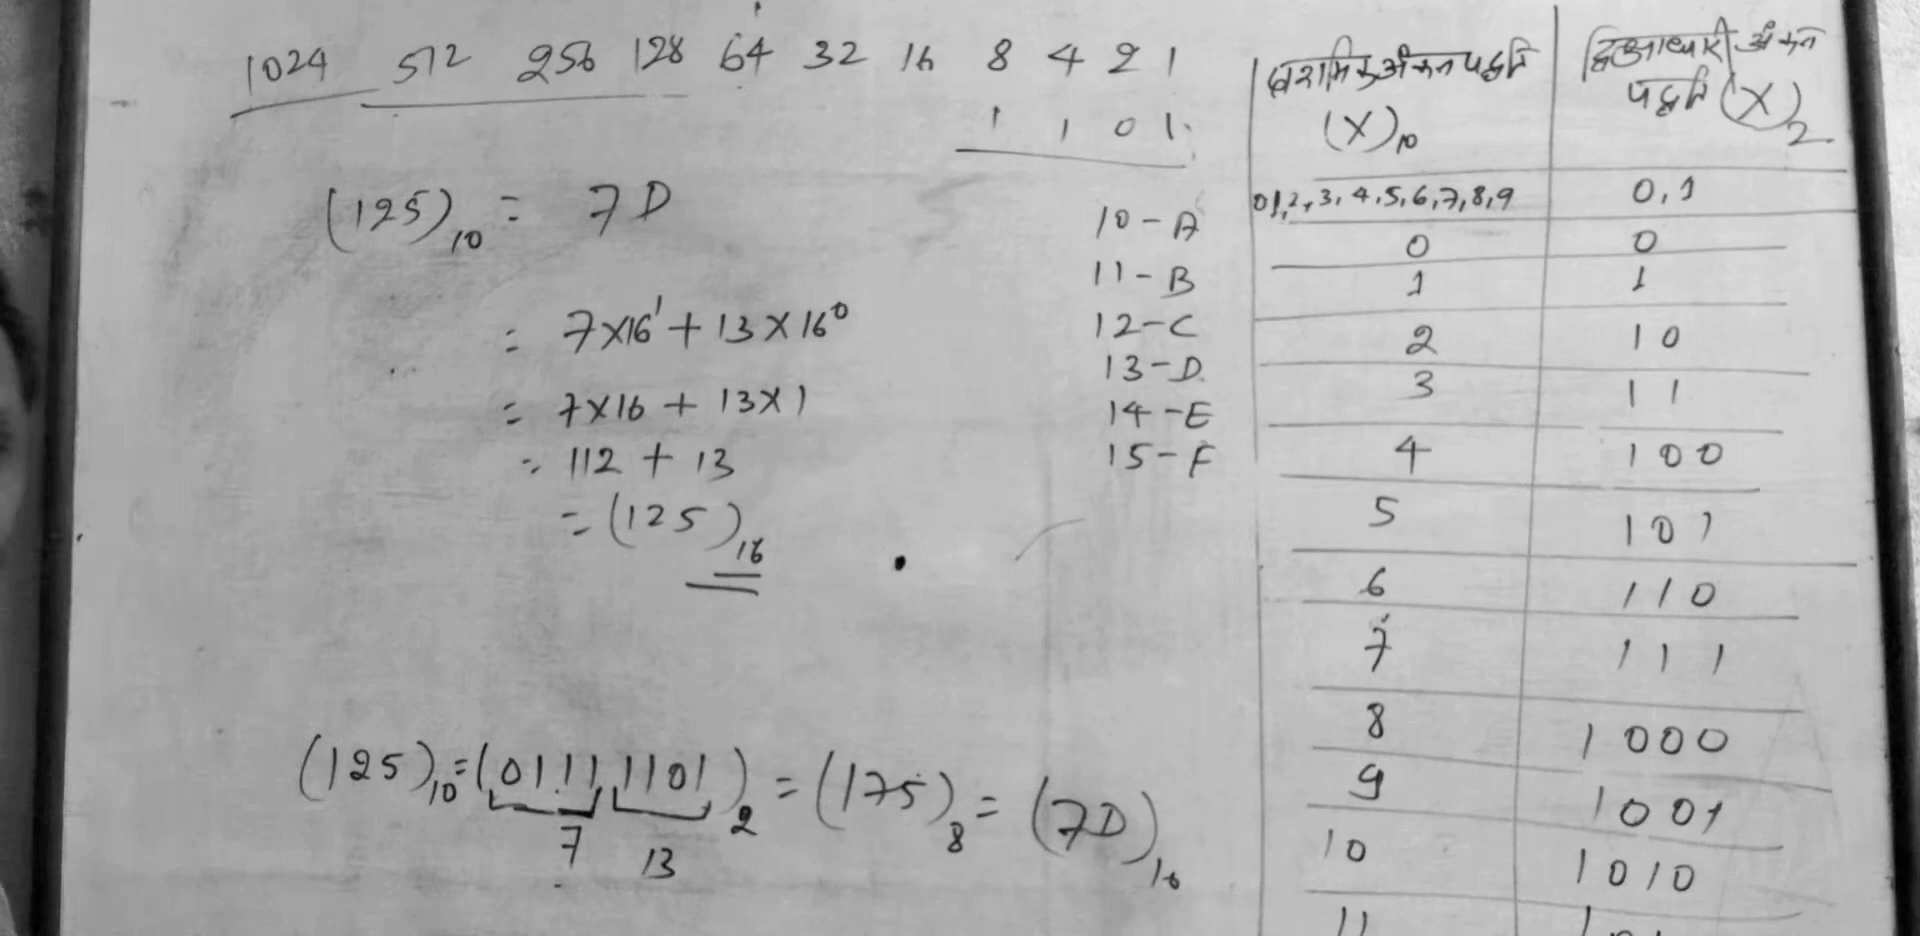 1024 512 256 128 64 32 16 8 4 2 1
1 1 0 1
(125)10 = 7D
= 7×16^1 + 13×16^0
= 7×16 + 13×1
= 112 + 13
= (125)16
10-A
11-B
12-C
13-D
14-E
15-F
(125)10 = (0111 1101)2 = (175)8 = (7D)16
7 13
दशमिक अंकन पद्धति (X)10
द्विआधारी अंकन पद्धति (X)2
0,1,2,3,4,5,6,7,8,9 0,1
0 0
1 1
2 10
3 11
4 100
5 101
6 110
7 111
8 1000
9 1001
10 1010
11